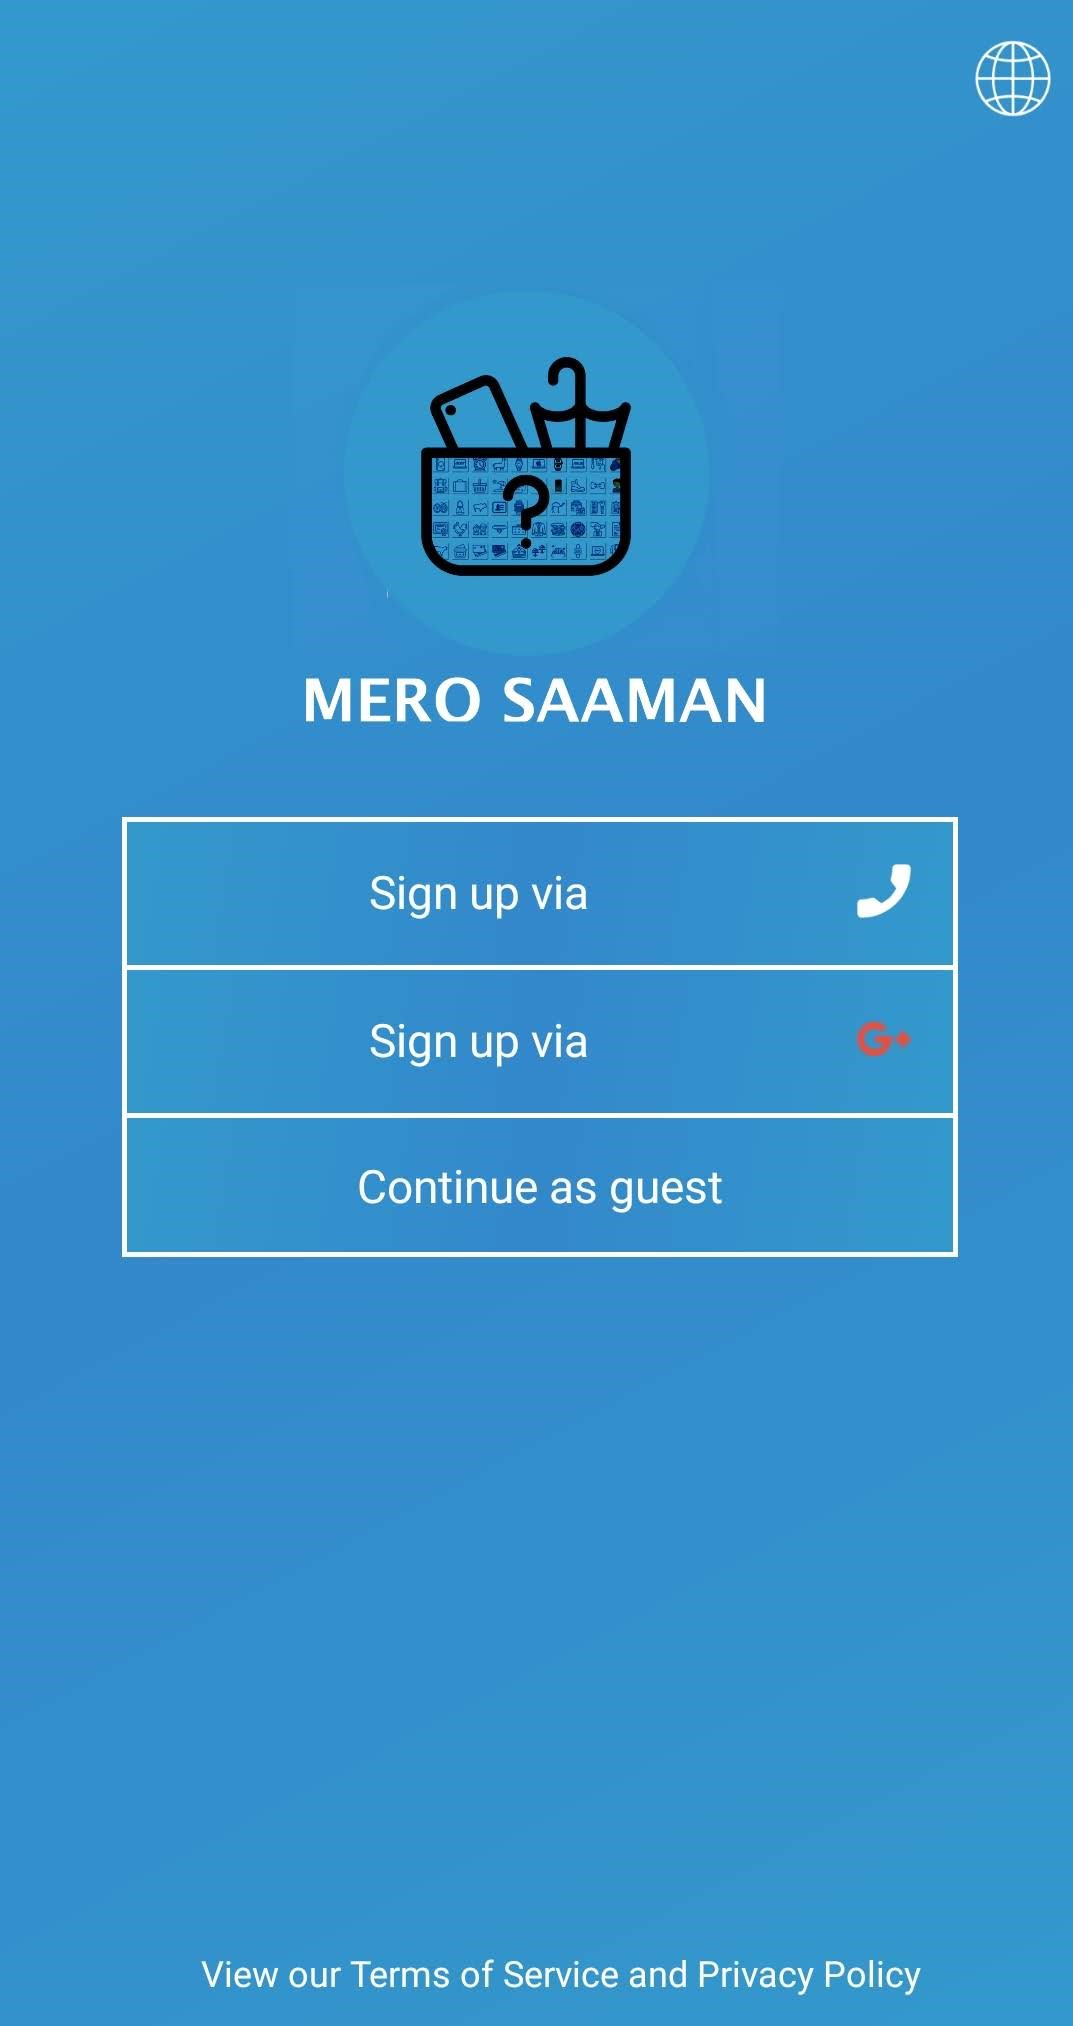 MERO SAAMAN
Sign up via
Sign up via
G+
Continue as guest
View our Terms of Service and Privacy Policy